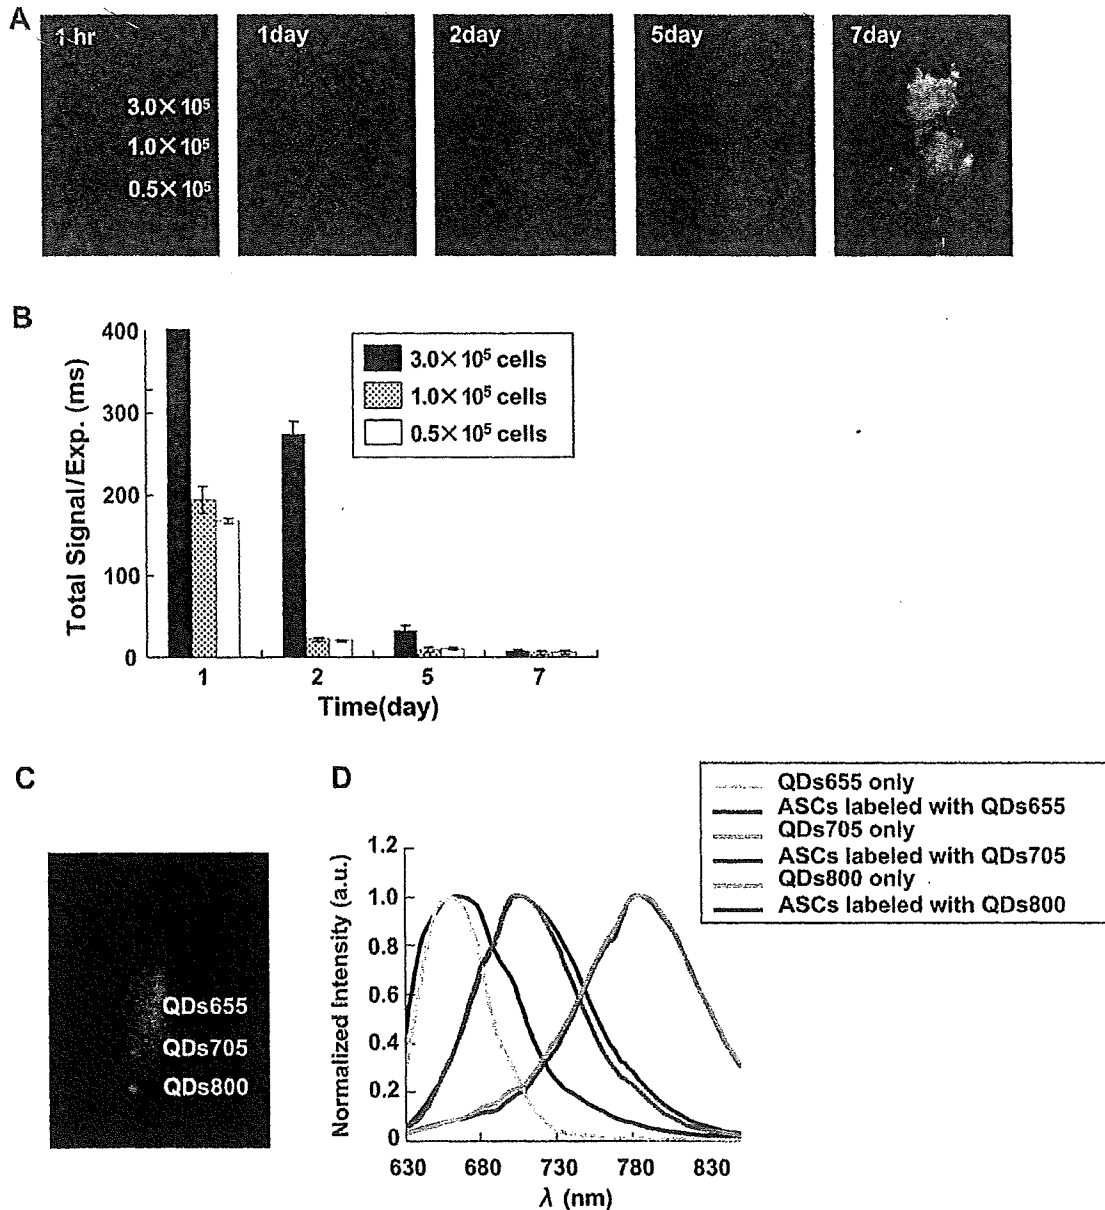 A
1 hr
1day
2day
5day
7day
3.0×10⁵
1.0×10⁵
0.5×10⁵
B
Total Signal/Exp. (ms)
400
300
200
100
0
3.0×10⁵ cells
1.0×10⁵ cells
0.5×10⁵ cells
1
2
5
7
Time(day)
C
QDs655
QDs705
QDs800
D
QDs655 only
ASCs labeled with QDs655
QDs705 only
ASCs labeled with QDs705
QDs800 only
ASCs labeled with QDs800
Normalized Intensity (a.u.)
1.2
1.0
0.8
0.6
0.4
0.2
0
630
680
730
780
830
λ (nm)